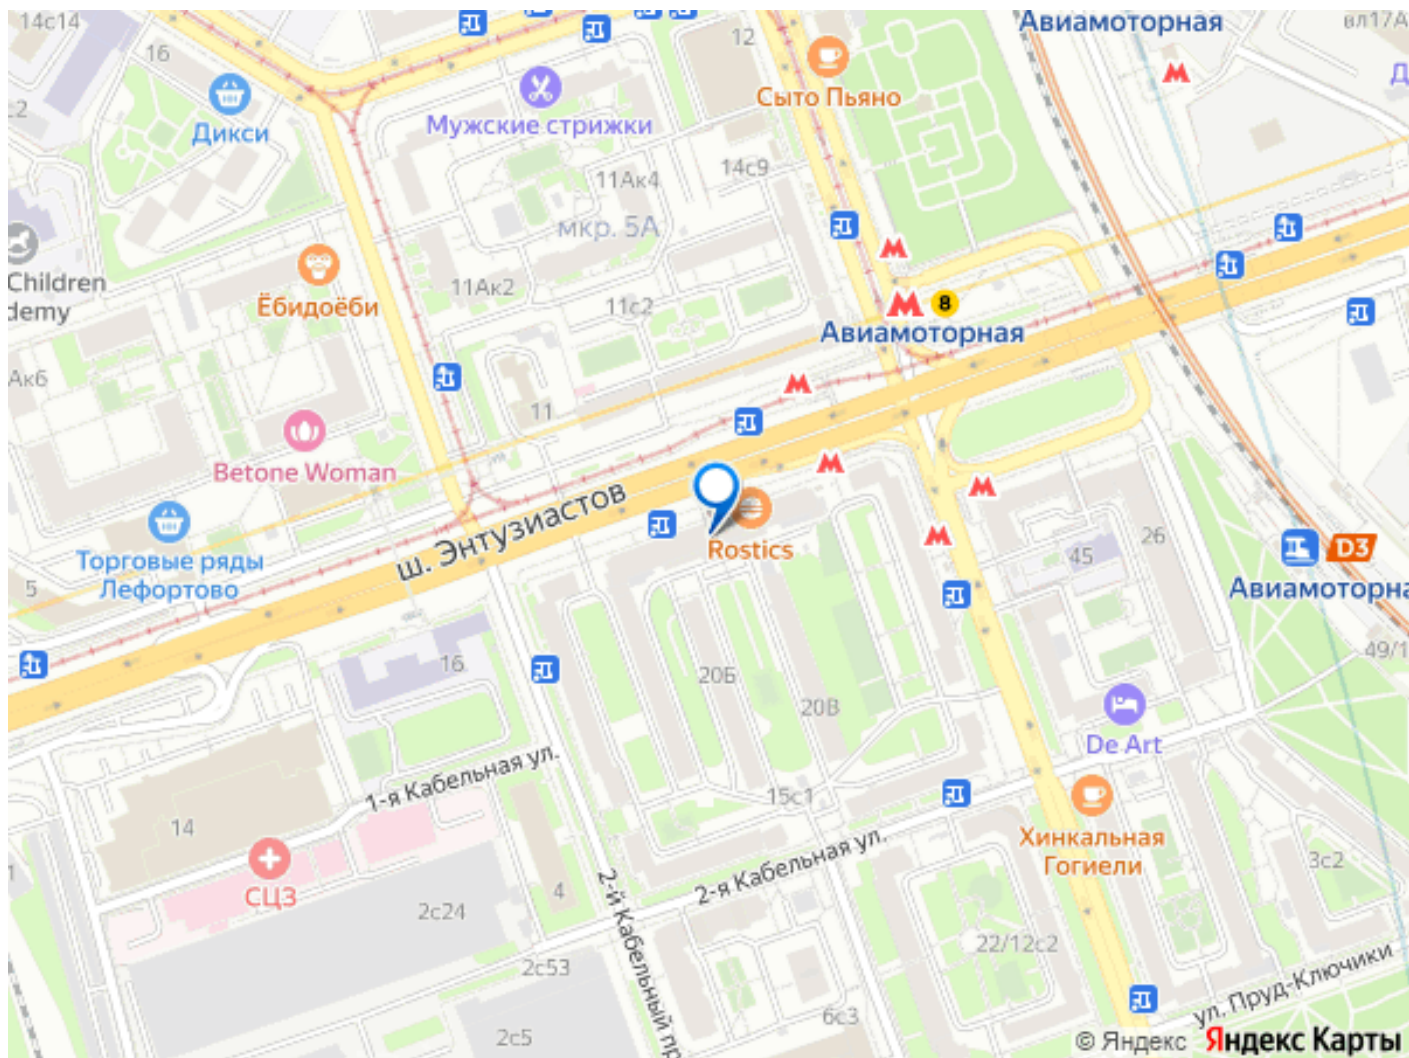 14с14
16
12
Авиамоторная
вл17А
Сыто Пьяно
Дикси
Мужские стрижки
14с9
11Ак4
мкр. 5А
Children
demy
Ёбидоёби
11Ак2
11с2
8
Авиамоторная
Ак6
11
Betone Woman
ш. Энтузиастов
Rostics
Торговые ряды
Лефортово
5
26
45
D3
Авиамоторна
16
20Б
20В
49/1
De Art
1-я Кабельная ул.
15с1
14
Хинкальная
Гогиели
3с2
СЦЗ
4
2-я Кабельная ул.
2с24
2-й Кабельный пр
22/12с2
2с53
ул. Пруд-Ключики
6с3
2с5
© Яндекс Яндекс Карты